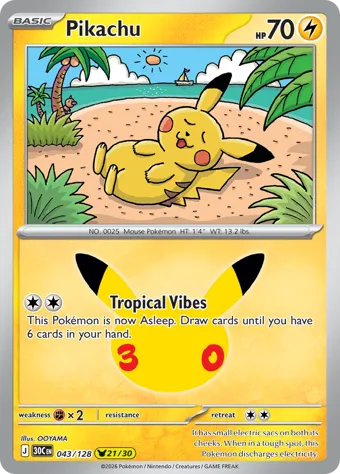 BASIC
Pikachu
HP 70
NO. 0025 Mouse Pokémon HT: 1'4" WT: 13.2 lbs.
Tropical Vibes
This Pokémon is now Asleep. Draw cards until you have
6 cards in your hand.
30
weakness ×2 resistance retreat
Illus. OOYAMA
J 30C EN 043/128 21/30
It has small electric sacs on both its
cheeks. When in a tough spot, this
Pokémon discharges electricity.
©2026 Pokémon / Nintendo / Creatures / GAME FREAK